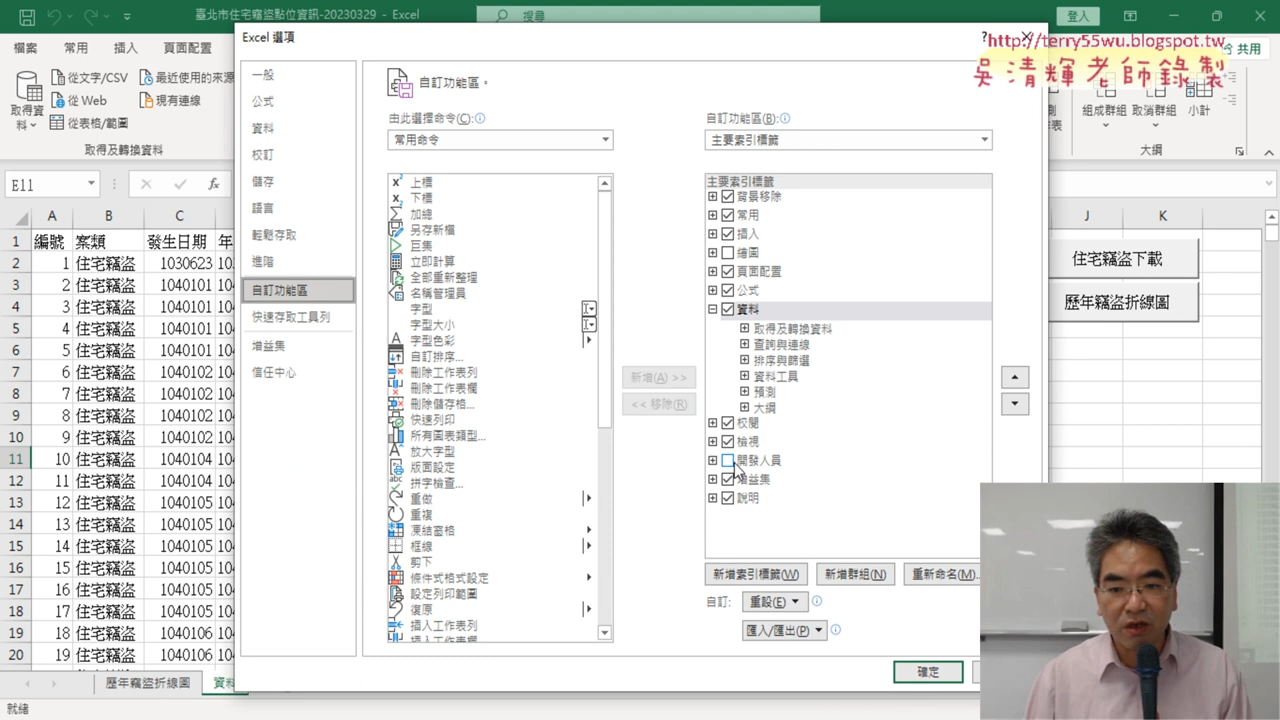 臺北市住宅竊盜點位資訊-20230329 - Excel
搜尋
登入
檔案
常用
插入
頁面配置
共用
http://terry55wu.blogspot.tw
吳清輝老師錄製
取得資料
從文字/CSV
從 Web
從表格/範圍
最近使用的來源
現有連線
取得及轉換資料
組成群組
取消群組
小計
大綱
E11
fx
A B C J K
1 編號 案類 發生日期
2 1 住宅竊盜 1030623
3 2 住宅竊盜 1040101
4 3 住宅竊盜 1040101
5 4 住宅竊盜 1040101
6 5 住宅竊盜 1040101
7 6 住宅竊盜 1040102
8 7 住宅竊盜 1040102
9 8 住宅竊盜 1040102
10 9 住宅竊盜 1040102
11 10 住宅竊盜 1040104
12 11 住宅竊盜 1040104
13 12 住宅竊盜 1040105
14 13 住宅竊盜 1040105
15 14 住宅竊盜 1040105
16 15 住宅竊盜 1040105
17 16 住宅竊盜 1040105
18 17 住宅竊盜 1040105
19 18 住宅竊盜 1040106
20 19 住宅竊盜 1040106
歷年竊盜折線圖
就緒
住宅竊盜下載
歷年竊盜折線圖
Excel 選項
?
一般
公式
資料
校訂
儲存
語言
輕鬆存取
進階
自訂功能區
快速存取工具列
增益集
信任中心
自訂功能區。
由此選擇命令(C):
常用命令
上標
下標
加總
另存新檔
巨集
立即計算
全部重新整理
名稱管理員
字型
字型大小
字型色彩
自訂排序...
刪除工作表列
刪除工作表欄
刪除儲存格...
快速列印
所有圖表類型...
放大字型
版面設定
拼字檢查...
重做
重複
凍結窗格
框線
剪下
條件式格式設定
設定列印範圍
復原
插入工作表列
插入工作表欄
新增(A) >>
<< 移除(R)
自訂功能區(B):
主要索引標籤
主要索引標籤
背景移除
常用
插入
繪圖
頁面配置
公式
資料
取得及轉換資料
查詢與連線
排序與篩選
資料工具
預測
大綱
校閱
檢視
開發人員
增益集
說明
新增索引標籤(W)
新增群組(N)
重新命名(M)...
自訂:
重設(E)
匯入/匯出(P)
確定